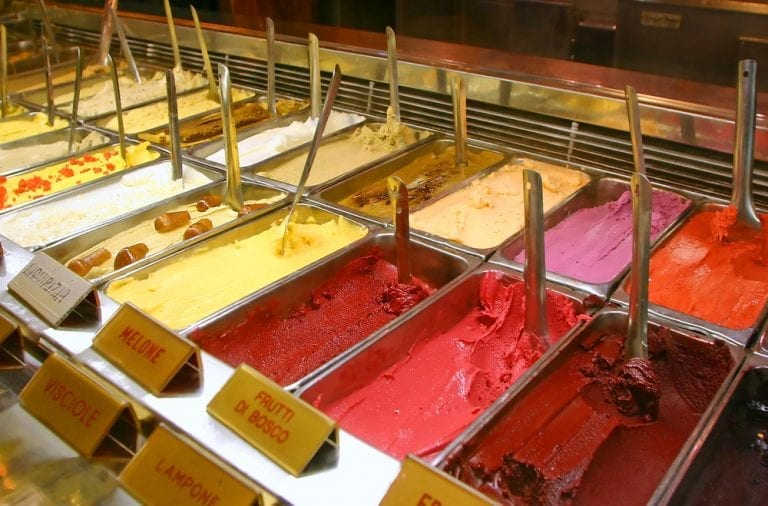 MELONE
VISCIOLE
FRUTTI
DI BOSCO
LAMPONE